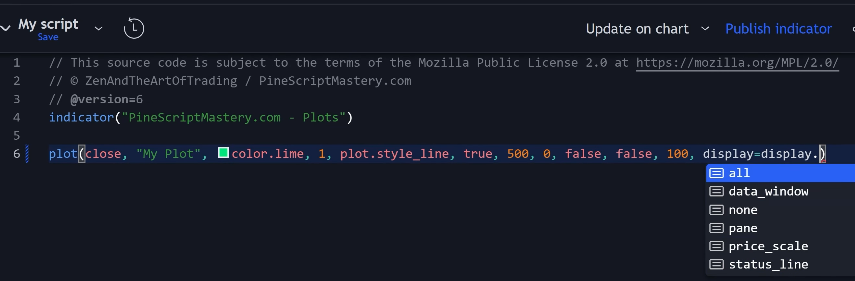 My script
Save
Update on chart
Publish indicator
1 // This source code is subject to the terms of the Mozilla Public License 2.0 at https://mozilla.org/MPL/2.0/
2 // © ZenAndTheArtOfTrading / PineScriptMastery.com
3 // @version=6
4 indicator("PineScriptMastery.com - Plots")
5
6 plot(close, "My Plot", color.lime, 1, plot.style_line, true, 500, 0, false, false, 100, display=display.)
all
data_window
none
pane
price_scale
status_line